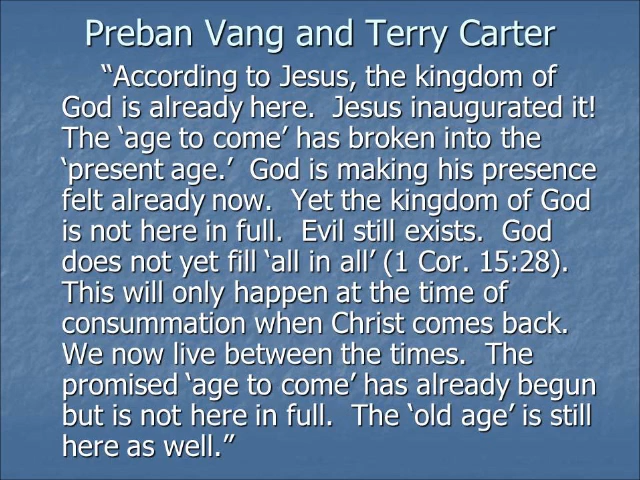 Preban Vang and Terry Carter
“According to Jesus, the kingdom of
God is already here.  Jesus inaugurated it!
The ‘age to come’ has broken into the
‘present age.’  God is making his presence
felt already now.  Yet the kingdom of God
is not here in full.  Evil still exists.  God
does not yet fill ‘all in all’ (1 Cor. 15:28).
This will only happen at the time of
consummation when Christ comes back.
We now live between the times.  The
promised ‘age to come’ has already begun
but is not here in full.  The ‘old age’ is still
here as well.”